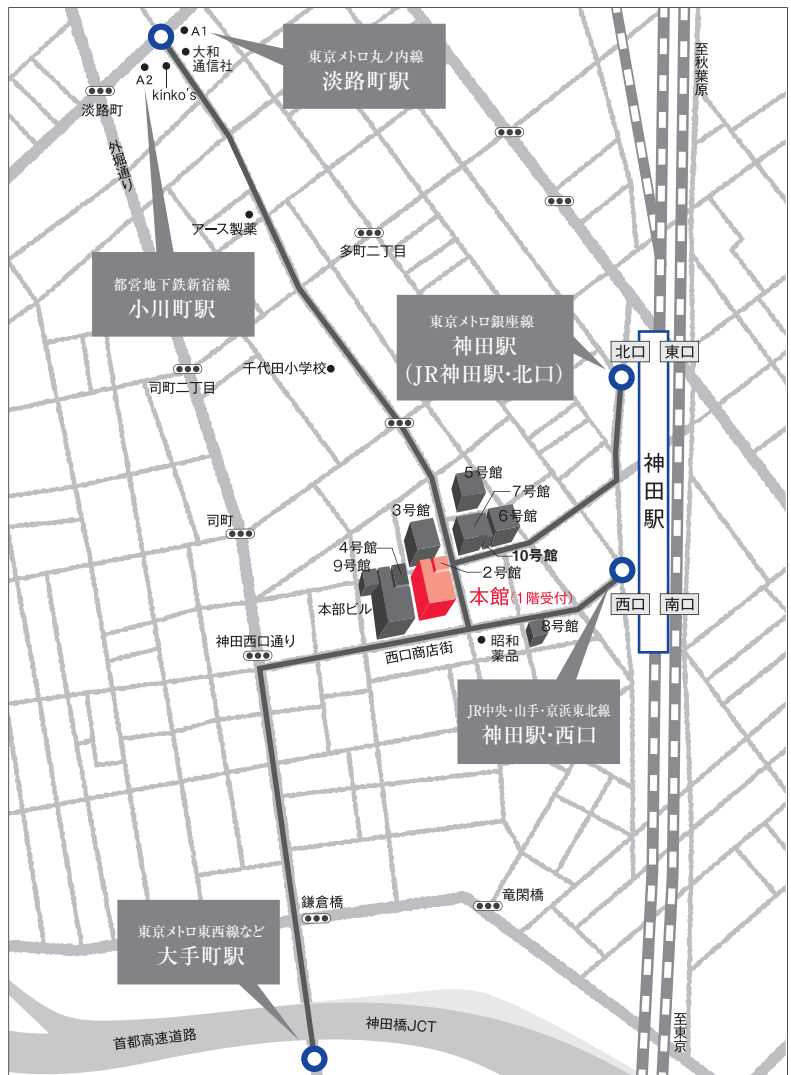 A1
大和
通信社
A2
kinko's
淡路町
東京メトロ丸ノ内線
淡路町駅
至秋葉原
外堀通り
アース製薬
多町二丁目
都営地下鉄新宿線
小川町駅
東京メトロ銀座線
神田駅
(JR神田駅・北口)
北口
東口
司町二丁目
千代田小学校
神田駅
5号館
7号館
6号館
3号館
司町
10号館
4号館
2号館
9号館
本館(1階受付)
本部ビル
西口
南口
8号館
神田西口通り
西口商店街
昭和
薬品
JR中央・山手・京浜東北線
神田駅・西口
鎌倉橋
竜閑橋
東京メトロ東西線など
大手町駅
首都高速道路
神田橋JCT
至東京